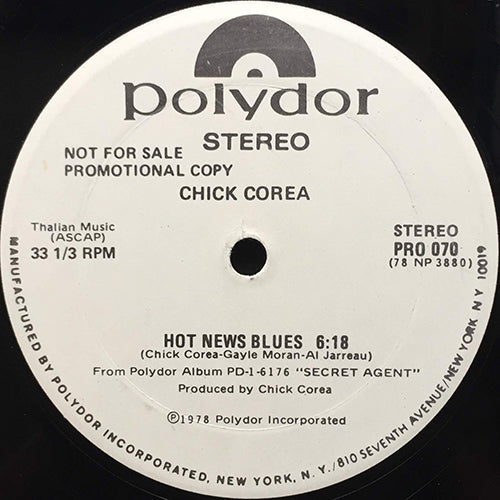 polydor
STEREO
NOT FOR SALE
PROMOTIONAL COPY
CHICK COREA
Thalian Music
(ASCAP)
33 1/3 RPM
STEREO
PRO 070
(78 NP 3880)
HOT NEWS BLUES 6:18
(Chick Corea-Gayle Moran-Al Jarreau)
From Polydor Album PD-1-6176 "SECRET AGENT"
Produced by Chick Corea
℗1978 Polydor Incorporated
MANUFACTURED BY POLYDOR INCORPORATED, NEW YORK, N. Y./810 SEVENTH AVENUE/NEW YORK N Y 10019